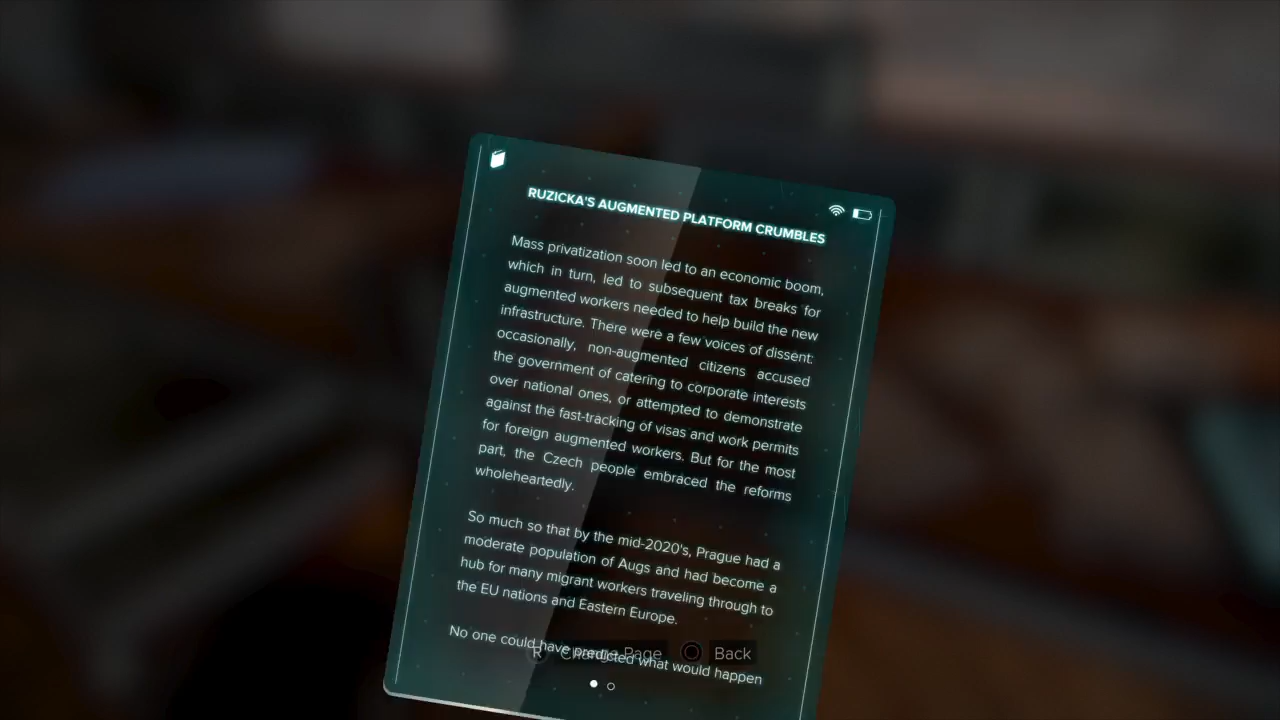 RUZICKA'S AUGMENTED PLATFORM CRUMBLES
Mass privatization soon led to an economic boom,
which in turn, led to subsequent tax breaks for
augmented workers needed to help build the new
infrastructure. There were a few voices of dissent:
occasionally, non-augmented citizens accused
the government of catering to corporate interests
over national ones, or attempted to demonstrate
against the fast-tracking of visas and work permits
for foreign augmented workers. But for the most
part, the Czech people embraced the reforms
wholeheartedly.
So much so that by the mid-2020's, Prague had a
moderate population of Augs and had become a
hub for many migrant workers traveling through to
the EU nations and Eastern Europe.
No one could have predicted what would happen
R Change Page Back